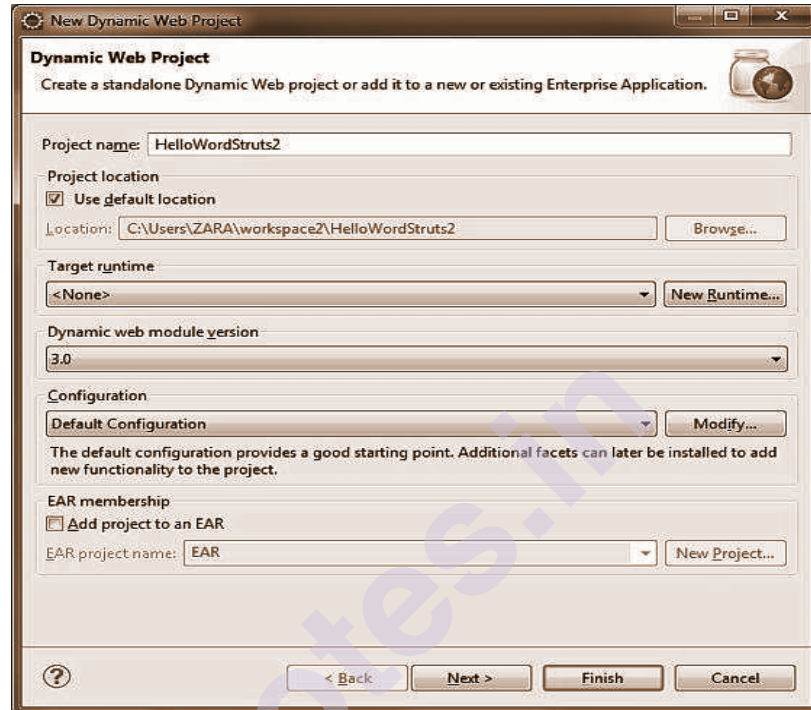 New Dynamic Web Project
Dynamic Web Project
Create a standalone Dynamic Web project or add it to a new or existing Enterprise Application.
Project name: HelloWordStruts2
Project location
Use default location
Location: C:\Users\ZARA\workspace2\HelloWordStruts2 Browse...
Target runtime
<None> New Runtime...
Dynamic web module version
3.0
Configuration
Default Configuration Modify...
The default configuration provides a good starting point. Additional facets can later be installed to add
new functionality to the project.
EAR membership
Add project to an EAR
EAR project name: EAR New Project...
? < Back Next > Finish Cancel
otes.in